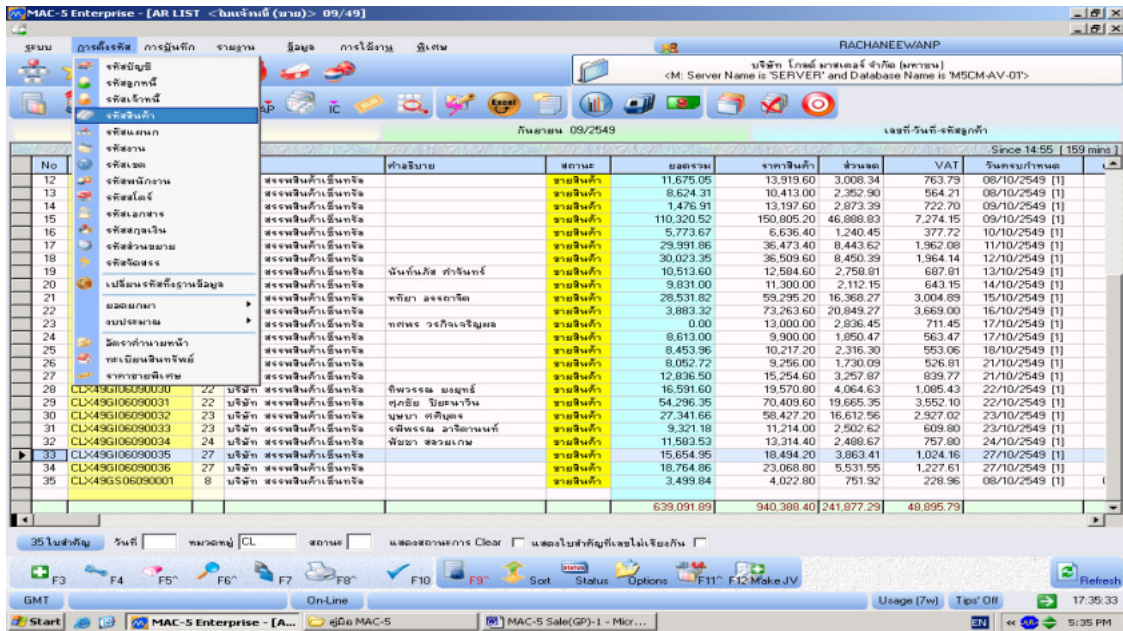 MAC-5 Enterprise - [AR LIST <ใบแจ้งหนี้ (ขาย)> 09/49]
ระบบ การตั้งรหัส การบันทึก รายงาน ข้อมูล การใช้งาน พิเศษ RACHANEEWANP
บริษัท โกลด์ มาสเตอร์ จำกัด (มหาชน)
<M: Server Name is 'SERVER' and Database Name is 'M5CM-AV-01'>
รหัสบัญชี
รหัสลูกหนี้
รหัสเจ้าหนี้
รหัสสินค้า
รหัสแผนก
รหัสงาน
รหัสเขต
รหัสพนักงาน
รหัสสโตร์
รหัสเอกสาร
รหัสสกุลเงิน
รหัสส่วนขยาย
รหัสจัดสรร
เปลี่ยนรหัสทั้งฐานข้อมูล
ยอดยกมา
งบประมาณ
อัตราค่านายหน้า
ทะเบียนสินทรัพย์
ราคาขายพิเศษ
AP iC Excel
กันยายน 09/2549 เลขที่-วันที่-รหัสลูกค้า
Since 14:55 [159 mins]
No คำอธิบาย สถานะ ยอดรวม ราคาสินค้า ส่วนลด VAT วันครบกำหนด
12 สรรพสินค้าเซ็นทรัล ขายสินค้า 11,675.05 13,919.60 3,008.34 763.79 08/10/2549 [1]
13 สรรพสินค้าเซ็นทรัล ขายสินค้า 8,624.31 10,413.00 2,352.90 564.21 08/10/2549 [1]
14 สรรพสินค้าเซ็นทรัล ขายสินค้า 1,476.91 13,197.60 2,873.39 722.70 09/10/2549 [1]
15 สรรพสินค้าเซ็นทรัล ขายสินค้า 110,320.52 150,805.20 46,888.83 7,274.15 09/10/2549 [1]
16 สรรพสินค้าเซ็นทรัล ขายสินค้า 5,773.67 6,636.40 1,240.45 377.72 10/10/2549 [1]
17 สรรพสินค้าเซ็นทรัล ขายสินค้า 29,991.86 36,473.40 8,443.62 1,962.08 11/10/2549 [1]
18 สรรพสินค้าเซ็นทรัล ขายสินค้า 30,023.35 36,509.60 8,450.39 1,964.14 12/10/2549 [1]
19 สรรพสินค้าเซ็นทรัล ขายสินค้า 10,513.60 12,584.60 2,758.81 687.81 13/10/2549 [1]
20 สรรพสินค้าเซ็นทรัล ขายสินค้า 9,831.00 11,300.00 2,112.15 643.15 14/10/2549 [1]
21 สรรพสินค้าเซ็นทรัล ขายสินค้า 28,531.82 59,295.20 16,368.27 3,004.89 15/10/2549 [1]
22 สรรพสินค้าเซ็นทรัล ขายสินค้า 3,883.32 73,263.60 20,849.27 3,669.00 16/10/2549 [1]
23 สรรพสินค้าเซ็นทรัล ขายสินค้า 0.00 13,000.00 2,836.45 711.45 17/10/2549 [1]
24 สรรพสินค้าเซ็นทรัล ขายสินค้า 8,613.00 9,900.00 1,850.47 563.47 17/10/2549 [1]
25 สรรพสินค้าเซ็นทรัล ขายสินค้า 8,453.96 10,217.20 2,316.30 553.06 18/10/2549 [1]
26 สรรพสินค้าเซ็นทรัล ขายสินค้า 8,052.72 9,256.00 1,730.09 526.81 21/10/2549 [1]
27 สรรพสินค้าเซ็นทรัล ขายสินค้า 12,836.50 15,254.60 3,257.87 839.77 21/10/2549 [1]
28 CLX49GI06090030 22 บริษัท สรรพสินค้าเซ็นทรัล ขายสินค้า 16,591.60 19,570.80 4,064.63 1,085.43 22/10/2549 [1]
29 CLX49GI06090031 22 บริษัท สรรพสินค้าเซ็นทรัล ขายสินค้า 54,296.35 70,409.60 19,665.35 3,552.10 22/10/2549 [1]
30 CLX49GI06090032 23 บริษัท สรรพสินค้าเซ็นทรัล ขายสินค้า 27,341.66 58,427.20 16,612.56 2,927.02 23/10/2549 [1]
31 CLX49GI06090033 23 บริษัท สรรพสินค้าเซ็นทรัล ขายสินค้า 9,321.18 11,214.00 2,502.62 609.80 23/10/2549 [1]
32 CLX49GI06090034 24 บริษัท สรรพสินค้าเซ็นทรัล ขายสินค้า 11,583.53 13,314.40 2,488.67 757.80 24/10/2549 [1]
33 CLX49GI06090035 27 บริษัท สรรพสินค้าเซ็นทรัล ขายสินค้า 15,654.95 18,494.20 3,863.41 1,024.16 27/10/2549 [1]
34 CLX49GI06090036 27 บริษัท สรรพสินค้าเซ็นทรัล ขายสินค้า 18,764.86 23,068.80 5,531.55 1,227.61 27/10/2549 [1]
35 CLX49GS06090001 8 บริษัท สรรพสินค้าเซ็นทรัล ขายสินค้า 3,499.84 4,022.80 751.92 228.96 08/10/2549 [1]
639,091.89 940,388.40 241,877.29 48,895.79
35 ใบสำคัญ วันที่ หมวดหมู่ CL สถานะ แสดงสถานะการ Clear แสดงใบสำคัญที่เลขไม่เรียงกัน
F3 F4 F5^ F6^ F7 F8^ F10 F9^ Sort Status Options F11^ F12 Make JV Refresh
GMT On-Line Usage (7w) Tips' Off 17:35:33
Start MAC-5 Enterprise - [A... คู่มือ MAC-5 MAC-5 Sale(GP)-1 - Micr... EN 5:35 PM